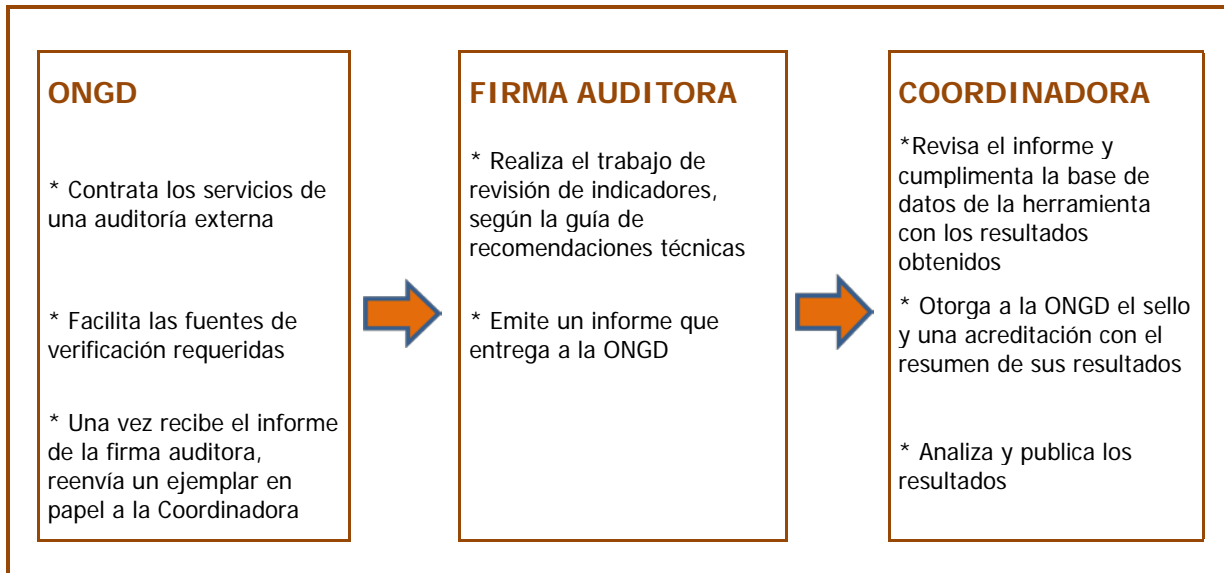 ONGD
* Contrata los servicios de
una auditoría externa
* Facilita las fuentes de
verificación requeridas
* Una vez recibe el informe
de la firma auditora,
reenvía un ejemplar en
papel a la Coordinadora
FIRMA AUDITORA
* Realiza el trabajo de
revisión de indicadores,
según la guía de
recomendaciones técnicas
* Emite un informe que
entrega a la ONGD
COORDINADORA
*Revisa el informe y
cumplimenta la base de
datos de la herramienta
con los resultados
obtenidos
* Otorga a la ONGD el sello
y una acreditación con el
resumen de sus resultados
* Analiza y publica los
resultados